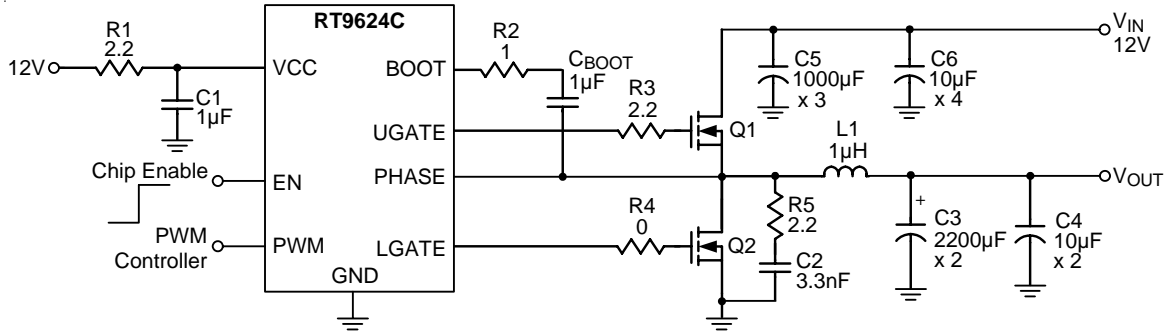 RT9624C
R1
2.2
12V
VCC
C1
1µF
Chip Enable
EN
PWM
Controller
PWM
GND
BOOT
UGATE
PHASE
LGATE
R2
1
CBOOT
1µF
R3
2.2
Q1
R4
0
Q2
R5
2.2
C2
3.3nF
C5
1000µF
x 3
C6
10µF
x 4
VIN
12V
L1
1µH
VOUT
+
C3
2200µF
x 2
C4
10µF
x 2